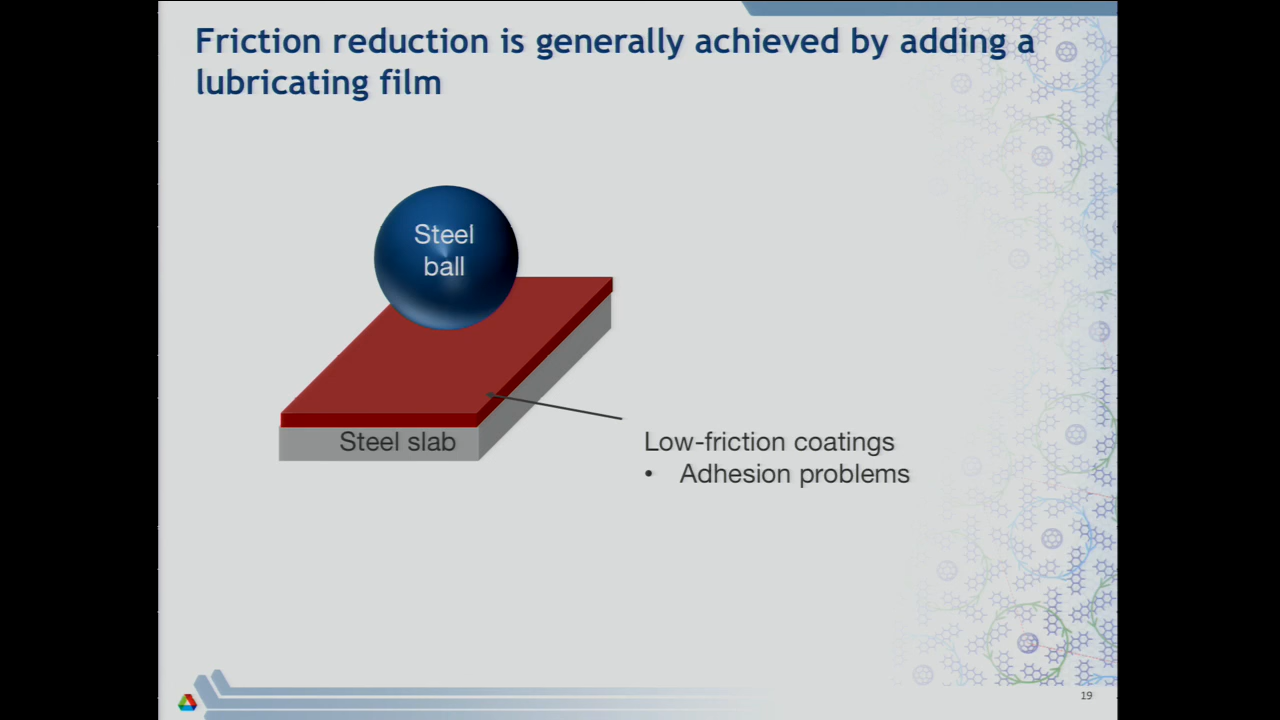 Friction reduction is generally achieved by adding a
lubricating film
Steel
ball
Steel slab
Low-friction coatings
• Adhesion problems
19